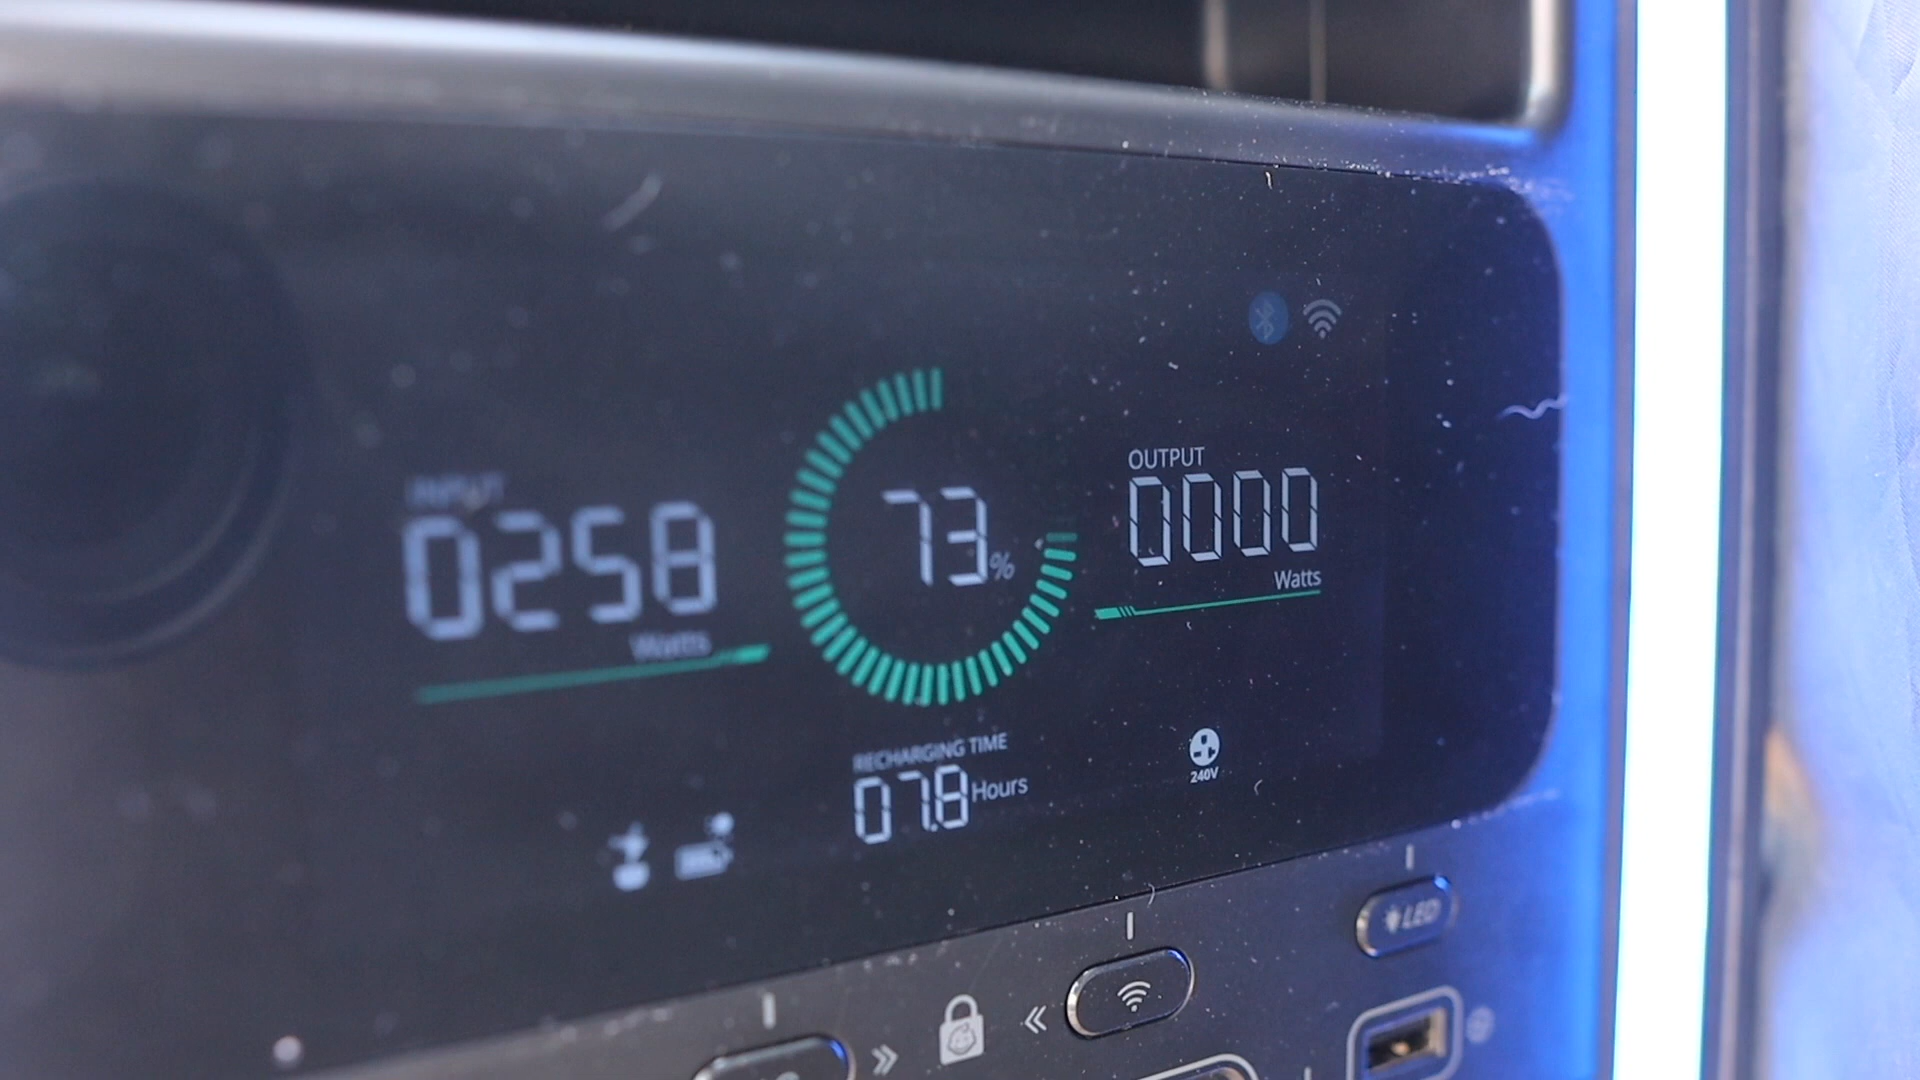 INPUT
0258
Watts
73%
OUTPUT
0000
Watts
RECHARGING TIME
07.8 Hours
240V
LED